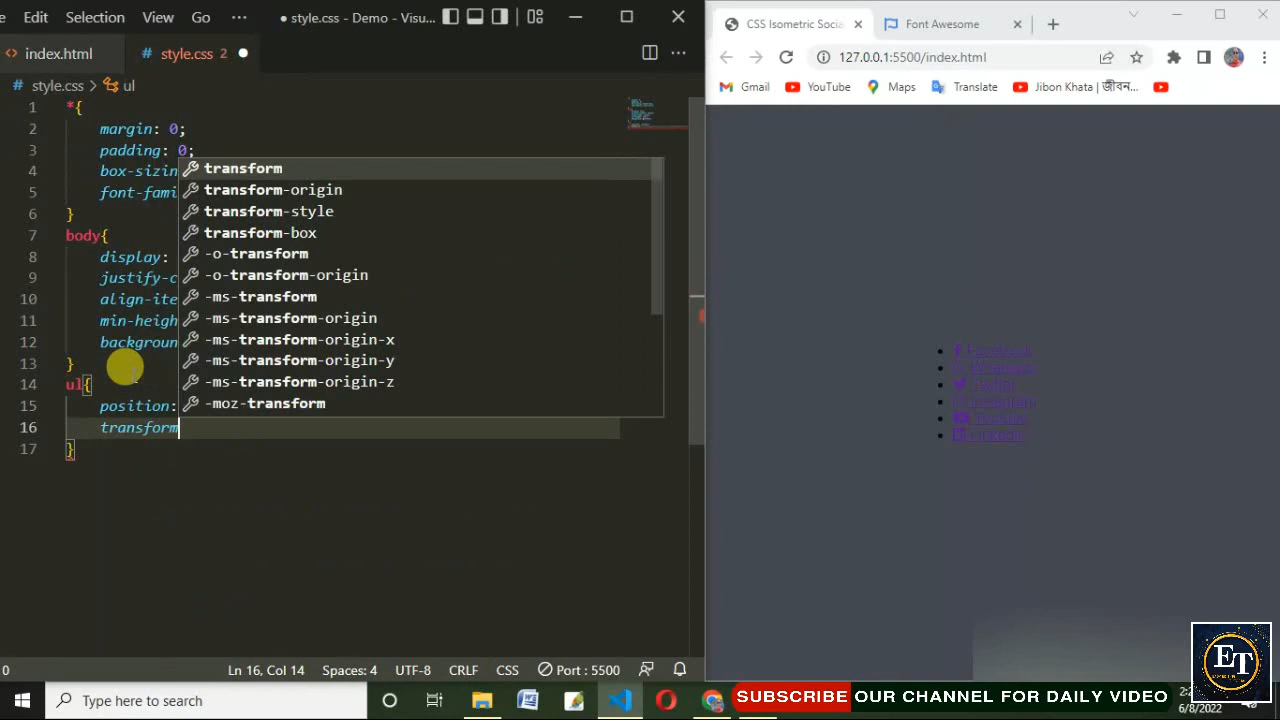 Edit View Go ··· ● style.css - Demo - Visu...
index.html # style.css 2 ●
# style.css > ul
1 *{
2 margin: 0;
3 padding: 0;
4 box-sizin
5 font-fami
6 }
7 body{
8 display:
9 justify-c
10 align-ite
11 min-heigh
12 backgroun
13 }
14 ul{
15 position:
16 transform
17 }
transform
transform-origin
transform-style
transform-box
-o-transform
-o-transform-origin
-ms-transform
-ms-transform-origin
-ms-transform-origin-x
-ms-transform-origin-y
-ms-transform-origin-z
-moz-transform
0 Ln 16, Col 14 Spaces: 4 UTF-8 CRLF CSS Port : 5500
CSS Isometric Socia Font Awesome
127.0.0.1:5500/index.html
Gmail YouTube Maps Translate Jibon Khata | জীবন...
Facebook
Whatsapp
Twitter
Instagram
Linkedin
Type here to search
SUBSCRIBE OUR CHANNEL FOR DAILY VIDEO
6/8/2022
ET